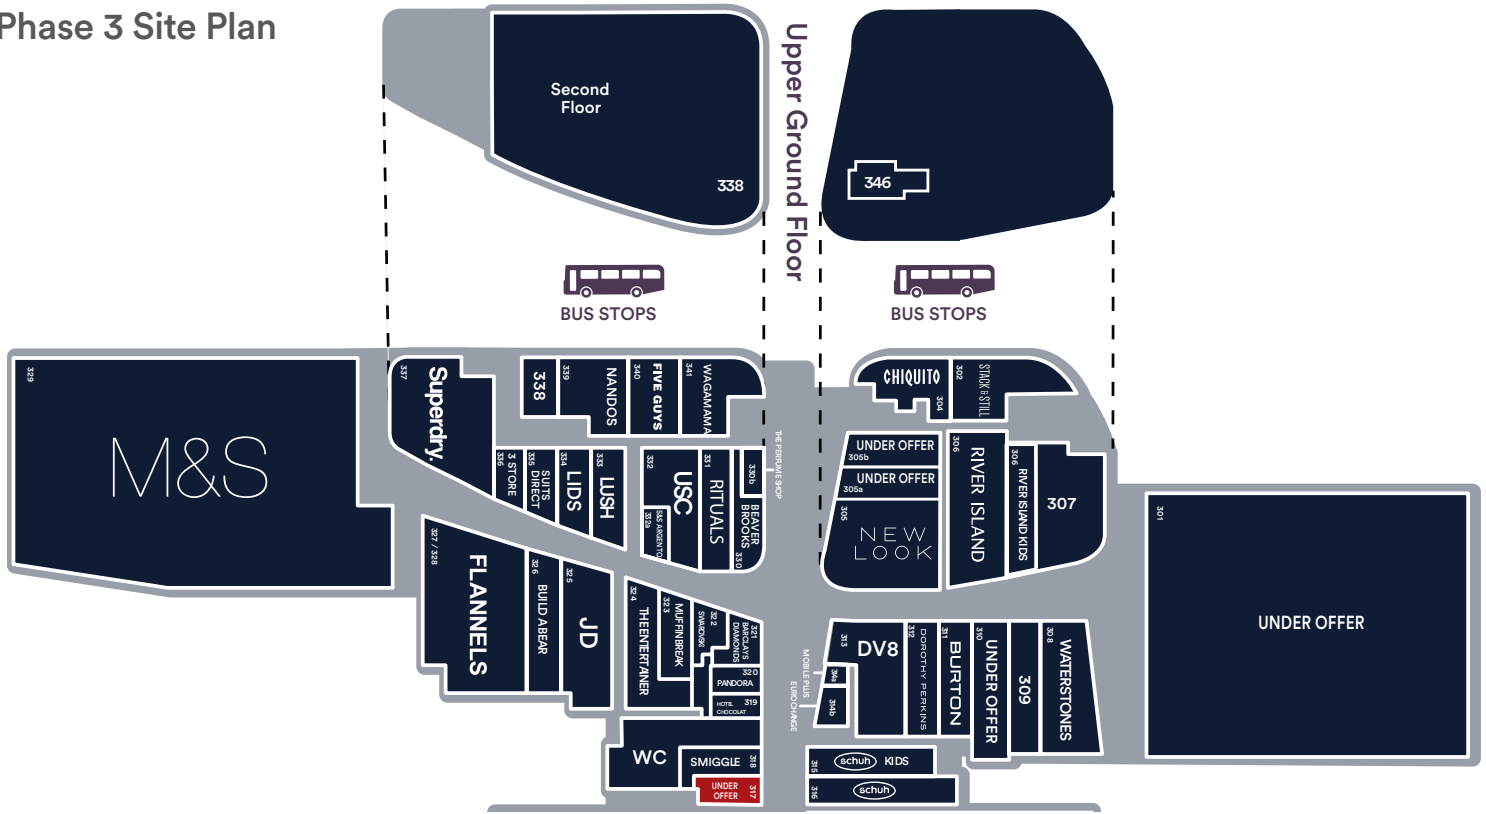 Phase 3 Site Plan
Second
Floor
338
Upper Ground Floor
346
BUS STOPS
BUS STOPS
329
M&S
337
Superdry.
338
339
NANDOS
340
FIVE GUYS
341
WAGAMAMA
CHIQUITO
304
302
STACK & STILL
336
3 STORE
335
SUITS
DIRECT
334
LIDS
333
LUSH
332
USC
332a
S&S ARGENTO
331
RITUALS
330b
BEAVER
BROOKS
330
THE PERFUME SHOP
UNDER OFFER
305b
UNDER OFFER
305a
305
NEW
LOOK
306
RIVER ISLAND
306
RIVER ISLAND KIDS
307
301
UNDER OFFER
327 / 328
FLANNELS
326
BUILD A BEAR
325
JD
324
THE ENTERTAINER
323
MUFFIN BREAK
322
SWAROVSKI
321
BARCLAYS
DIAMONDS
320
PANDORA
319
HOTEL
CHOCOLAT
MOBILE PLUS
EUROCHANGE
313
DV8
314a
314b
312
DOROTHY PERKINS
311
BURTON
310
UNDER OFFER
309
308
WATERSTONES
WC
SMIGGLE
318
UNDER
OFFER
317
315
schuh KIDS
316
schuh